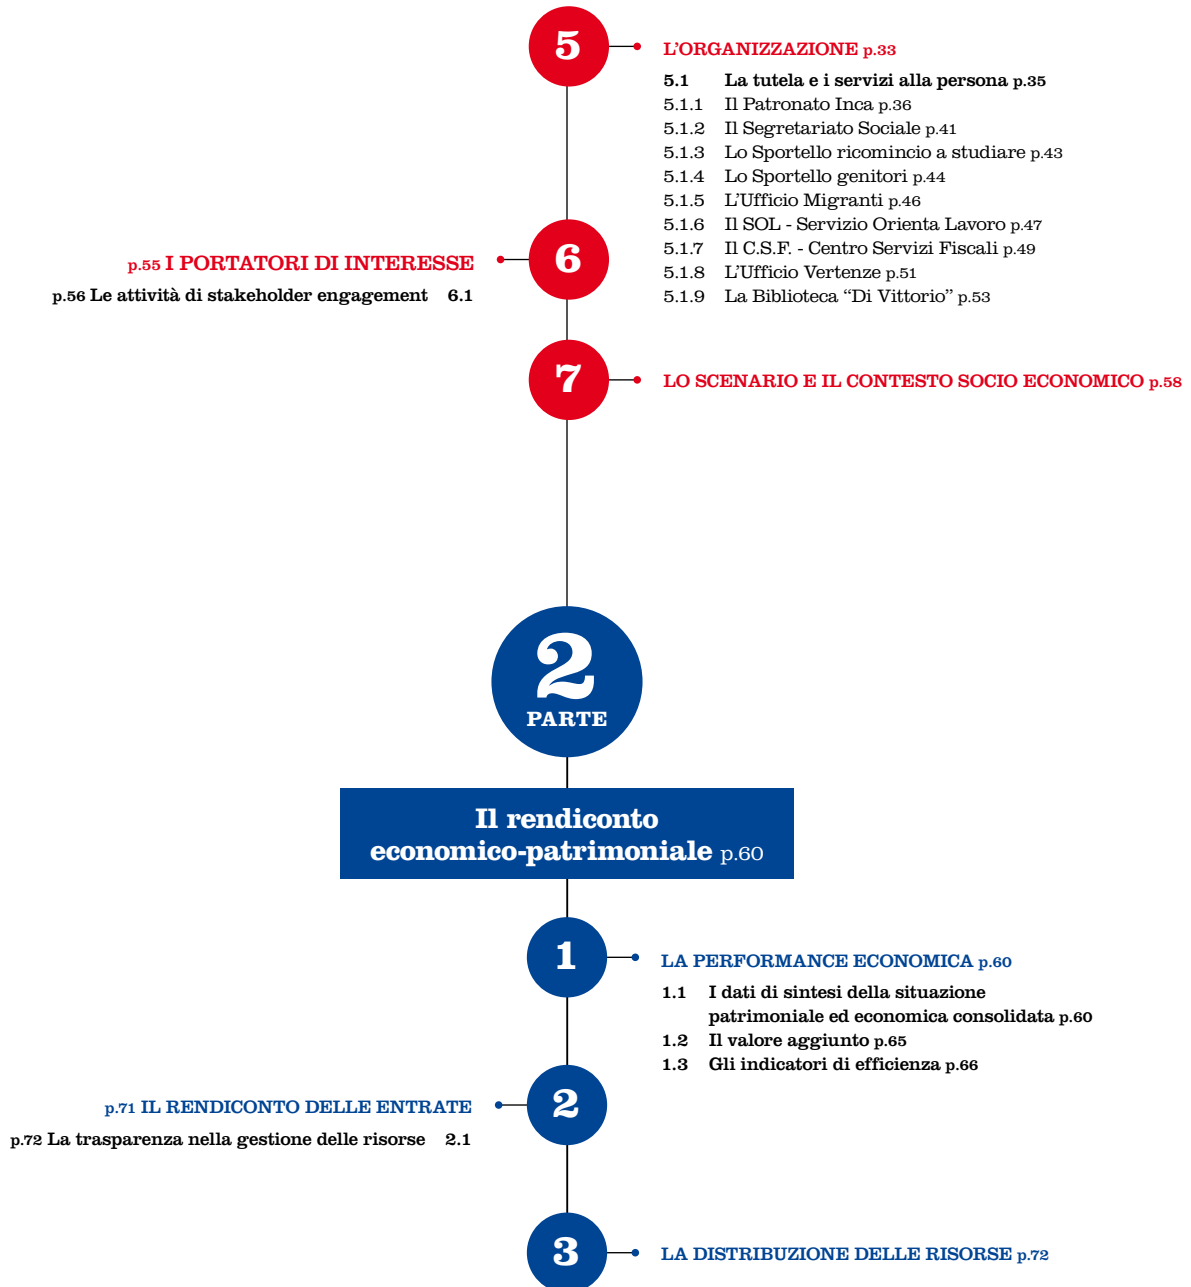 5
L'ORGANIZZAZIONE p.33
5.1 La tutela e i servizi alla persona p.35
5.1.1 Il Patronato Inca p.36
5.1.2 Il Segretariato Sociale p.41
5.1.3 Lo Sportello ricomincio a studiare p.43
5.1.4 Lo Sportello genitori p.44
5.1.5 L'Ufficio Migranti p.46
5.1.6 Il SOL - Servizio Orienta Lavoro p.47
5.1.7 Il C.S.F. - Centro Servizi Fiscali p.49
5.1.8 L'Ufficio Vertenze p.51
5.1.9 La Biblioteca “Di Vittorio” p.53
6
p.55 I PORTATORI DI INTERESSE
p.56 Le attività di stakeholder engagement 6.1
7
LO SCENARIO E IL CONTESTO SOCIO ECONOMICO p.58
2
PARTE
Il rendiconto
economico-patrimoniale p.60
1
LA PERFORMANCE ECONOMICA p.60
1.1 I dati di sintesi della situazione
patrimoniale ed economica consolidata p.60
1.2 Il valore aggiunto p.65
1.3 Gli indicatori di efficienza p.66
2
p.71 IL RENDICONTO DELLE ENTRATE
p.72 La trasparenza nella gestione delle risorse 2.1
3
LA DISTRIBUZIONE DELLE RISORSE p.72